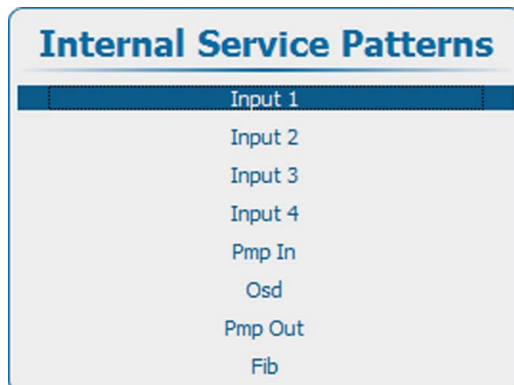 Internal Service Patterns
Input 1
Input 2
Input 3
Input 4
Pmp In
Osd
Pmp Out
Fib